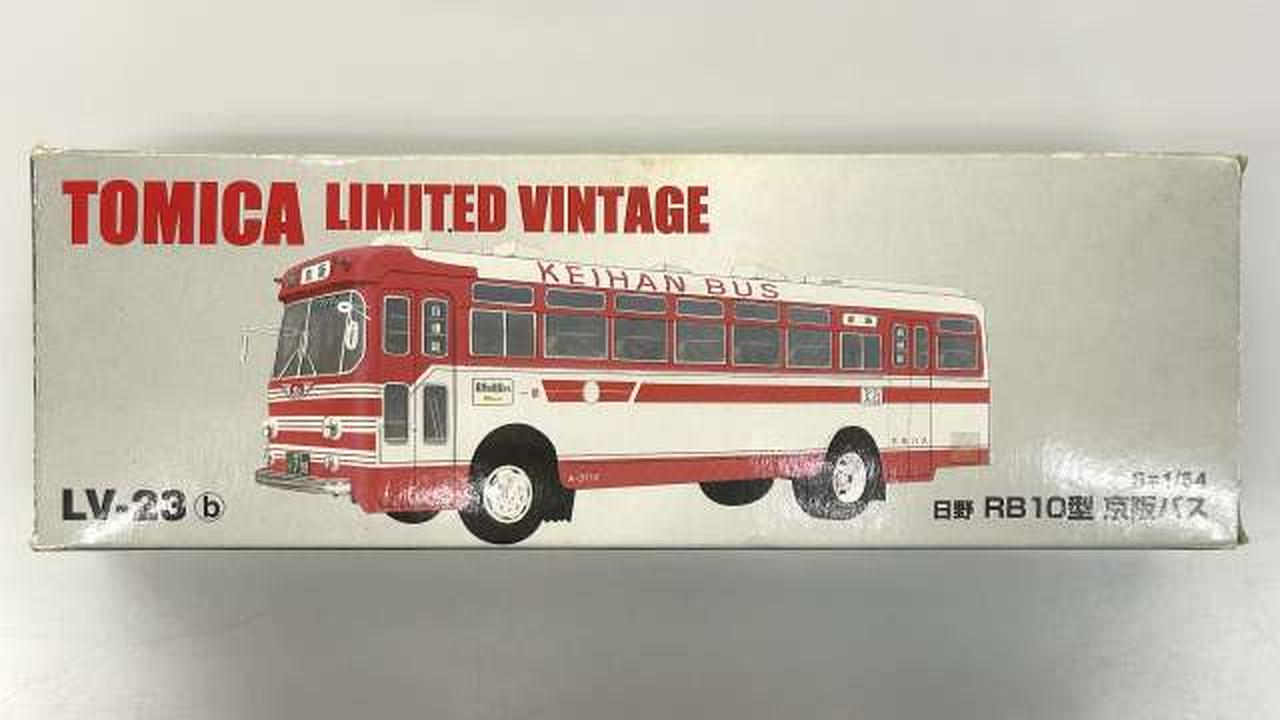 TOMICA LIMITED VINTAGE
KEIHAN BUS
LV-23 ⓑ
S=1/64
日野 RB10型 京阪バス